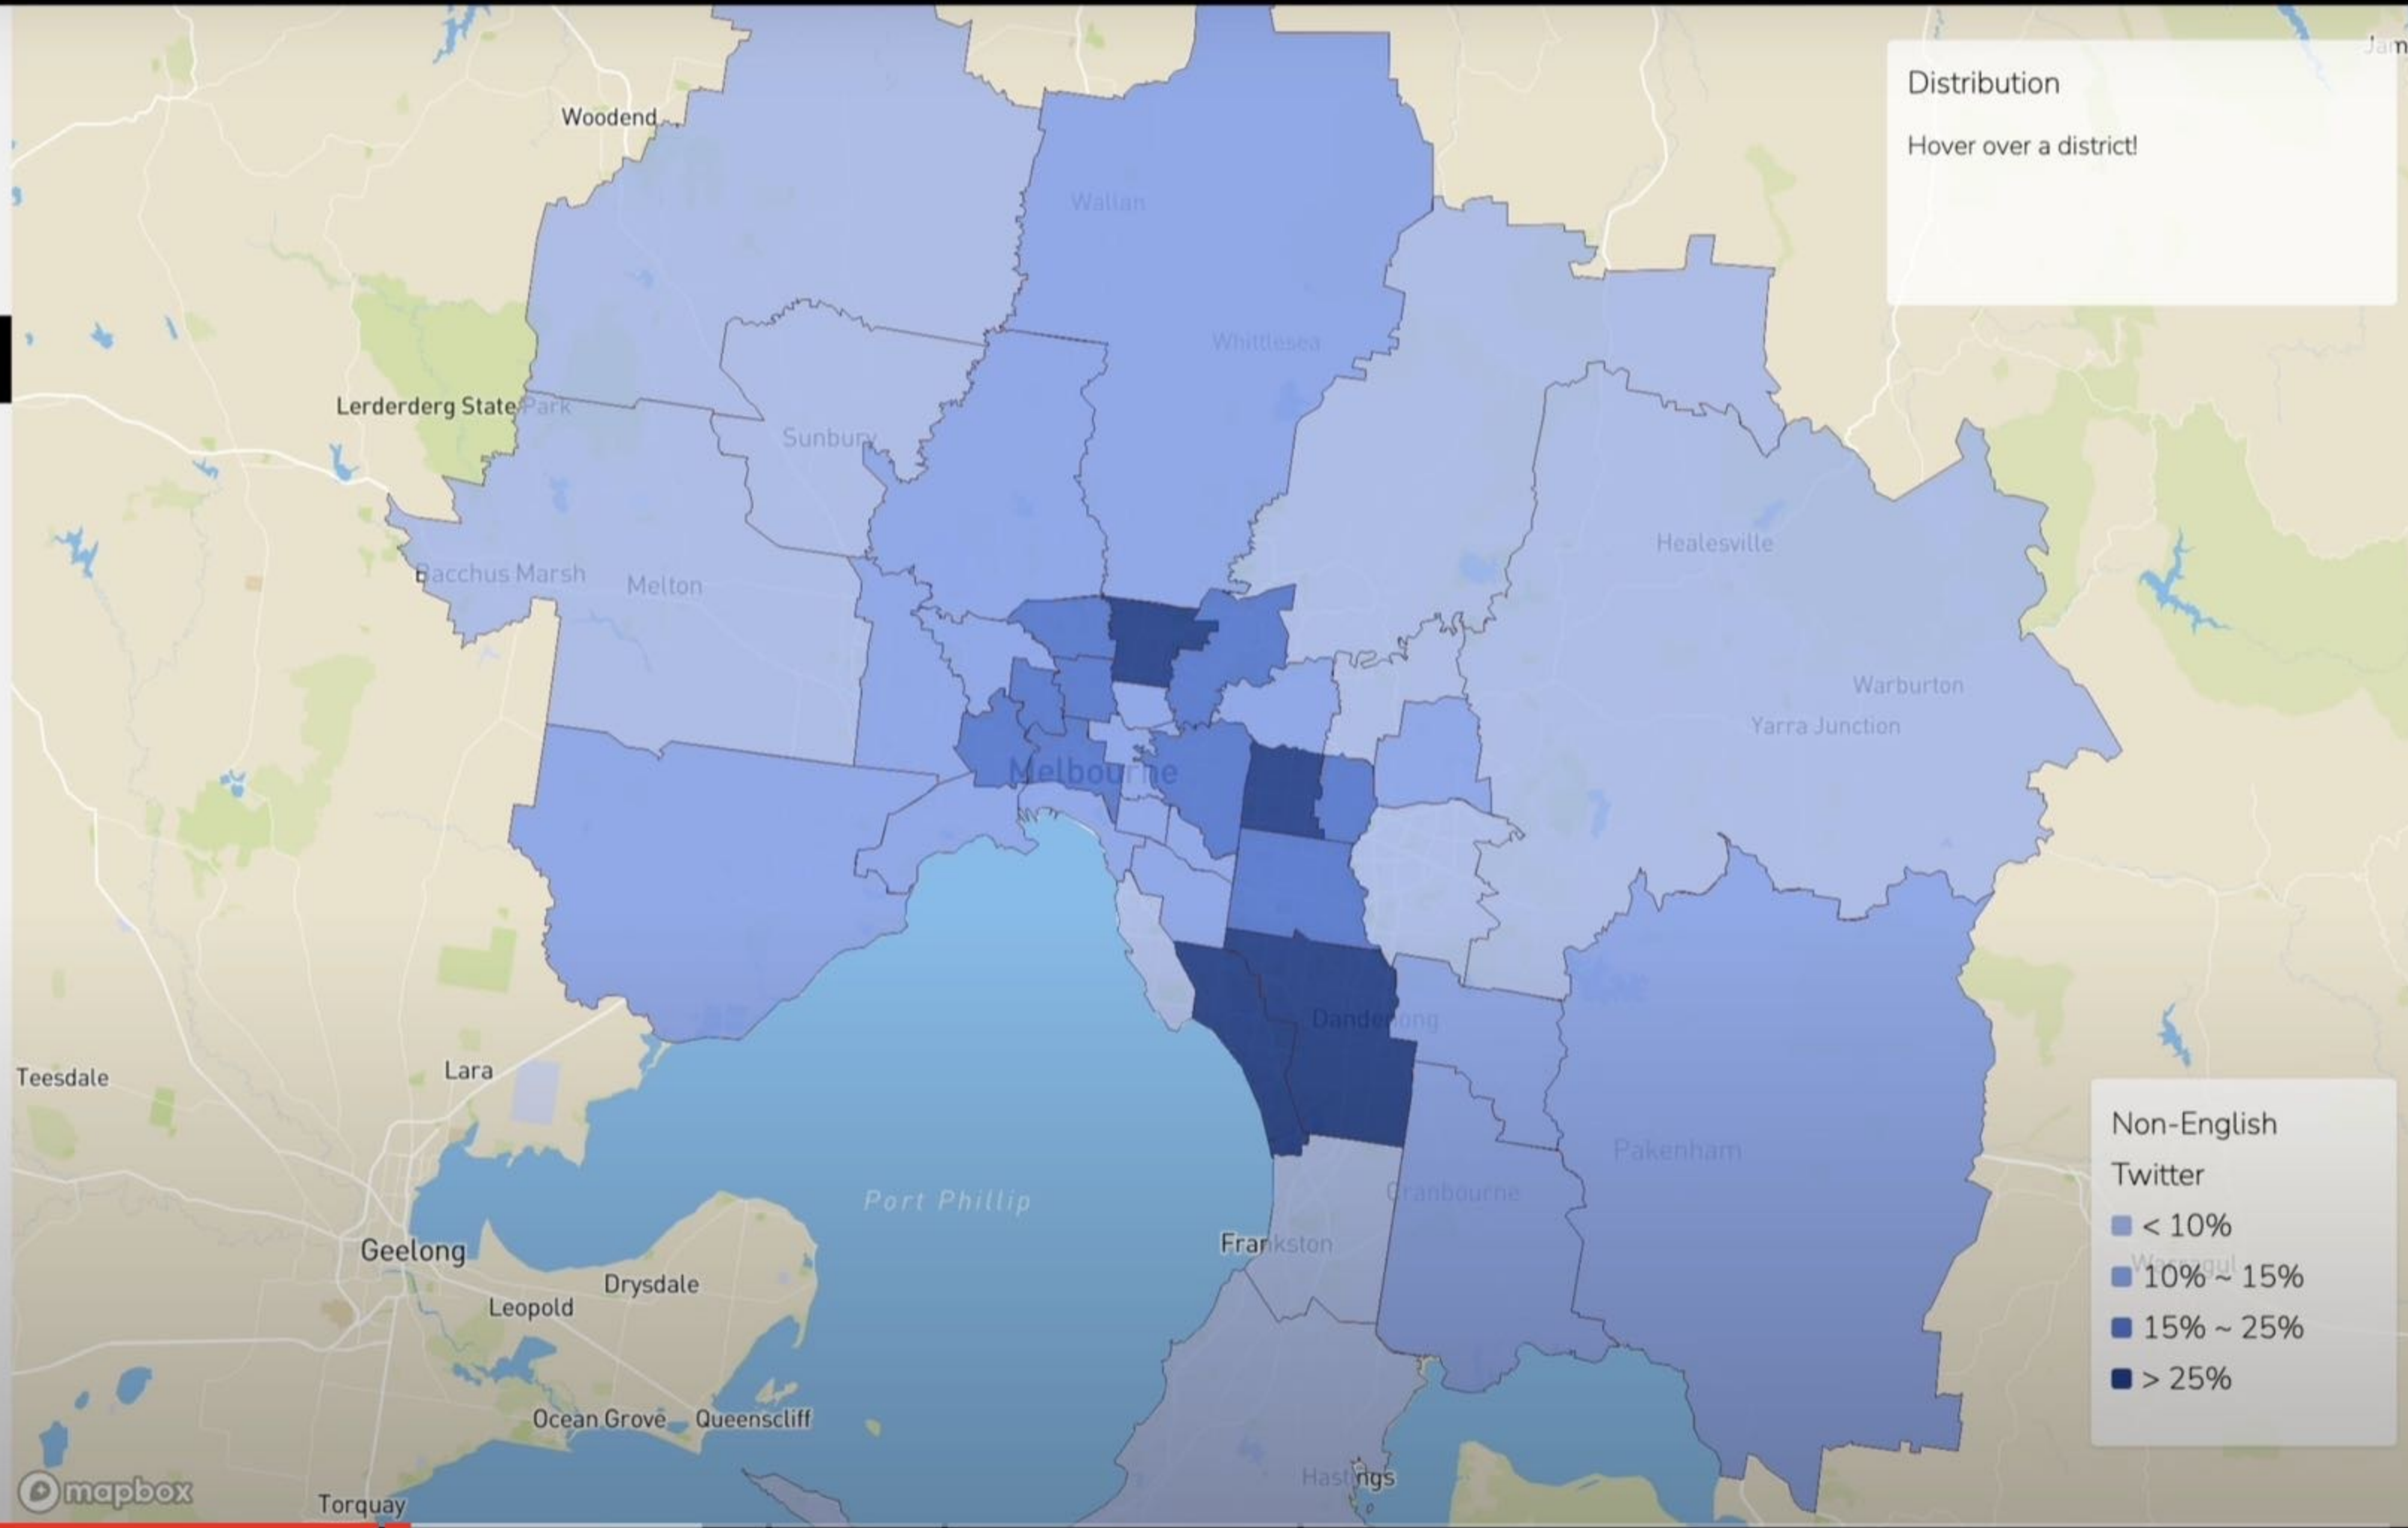 Jam
Distribution
Hover over a district!
Woodend
Wallan
Whittlesea
Lerderderg State Park
Sunbury
Healesville
Bacchus Marsh
Melton
Warburton
Yarra Junction
Melbourne
Dandenong
Teesdale
Lara
Pakenham
Cranbourne
Port Phillip
Frankston
Geelong
Drysdale
Leopold
Ocean Grove
Queenscliff
Hastings
Torquay
mapbox
Non-English
Twitter
< 10%
Warragul
10% ~ 15%
15% ~ 25%
> 25%